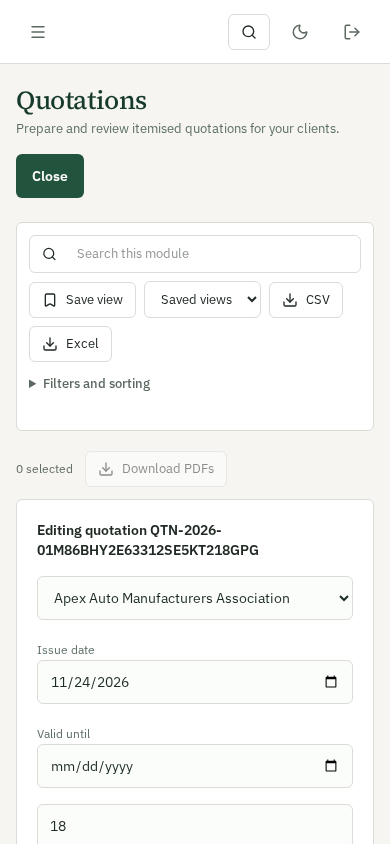 Quotations
Prepare and review itemised quotations for your clients.
Close
Search this module
Save view
Saved views
CSV
Excel
Filters and sorting
0 selected
Download PDFs
Editing quotation QTN-2026-
01M86BHY2E63312SE5KT218GPG
Apex Auto Manufacturers Association
Issue date
11/24/2026
Valid until
mm/dd/yyyy
18